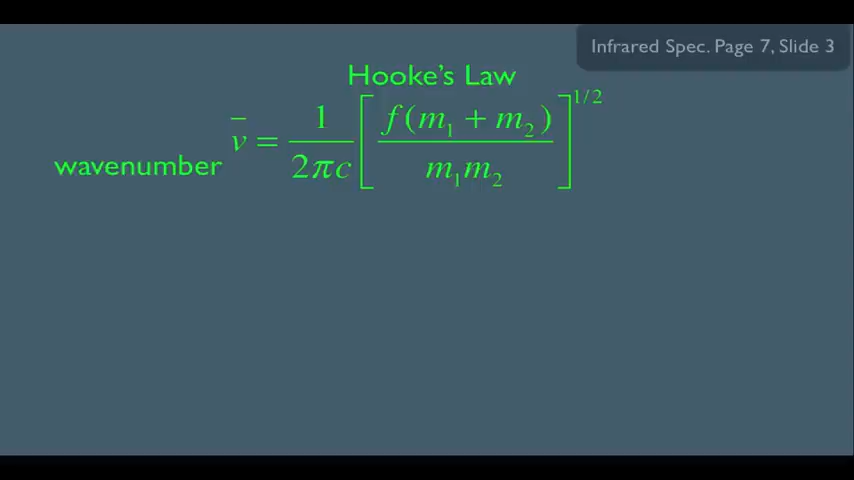 Infrared Spec. Page 7, Slide 3
Hooke's Law
wavenumber v̅ = 1/2πc [ f(m₁ + m₂) / m₁m₂ ]^1/2